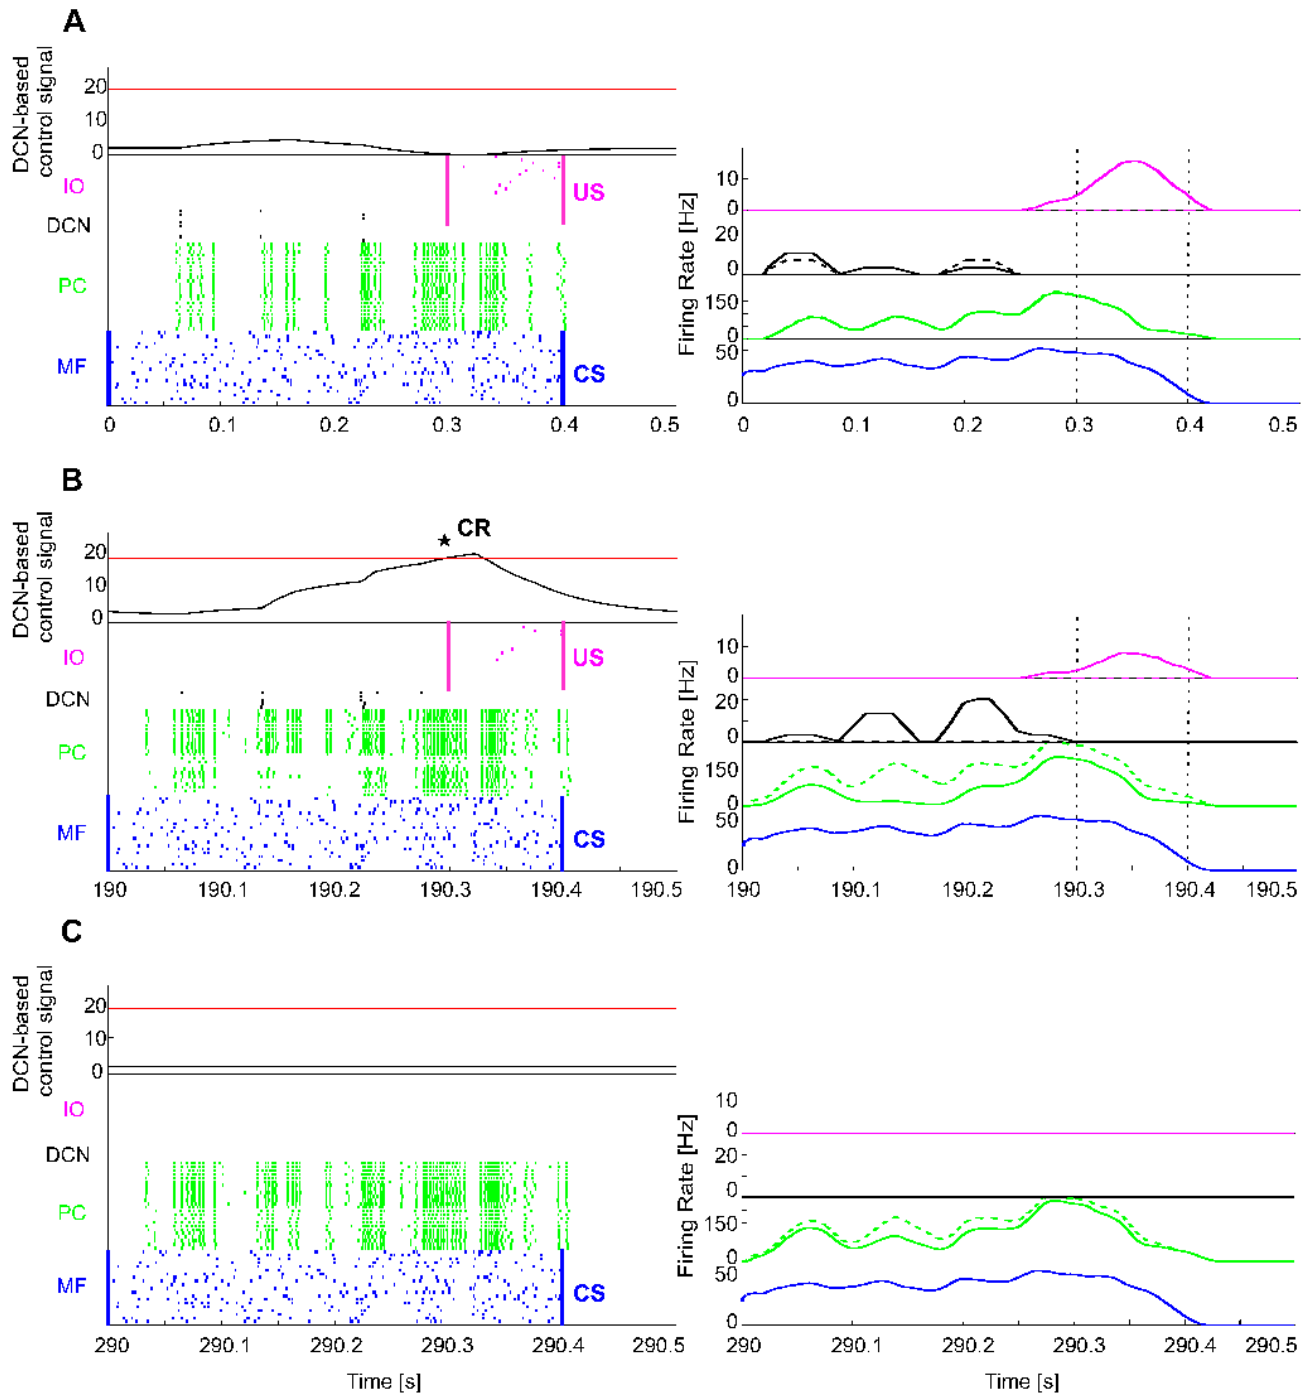 A
DCN-based
control signal
20
10
0
IO
US
DCN
PC
MF
CS
0 0.1 0.2 0.3 0.4 0.5
Firing Rate [Hz]
10
0
20
0
150
0
50
0
0 0.1 0.2 0.3 0.4 0.5
B
DCN-based
control signal
★ CR
20
10
0
IO
US
DCN
PC
MF
CS
190 190.1 190.2 190.3 190.4 190.5
Firing Rate [Hz]
10
0
20
0
150
0
50
0
190 190.1 190.2 190.3 190.4 190.5
C
DCN-based
control signal
20
10
0
IO
DCN
PC
MF
CS
290 290.1 290.2 290.3 290.4 290.5
Time [s]
Firing Rate [Hz]
10
0
20
0
150
0
50
0
290 290.1 290.2 290.3 290.4 290.5
Time [s]